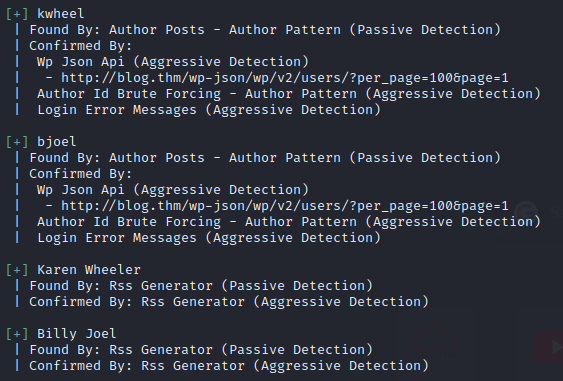 [+] kwheel
| Found By: Author Posts - Author Pattern (Passive Detection)
| Confirmed By:
|  Wp Json Api (Aggressive Detection)
|   - http://blog.thm/wp-json/wp/v2/users/?per_page=100&page=1
|  Author Id Brute Forcing - Author Pattern (Aggressive Detection)
|  Login Error Messages (Aggressive Detection)
[+] bjoel
| Found By: Author Posts - Author Pattern (Passive Detection)
| Confirmed By:
|  Wp Json Api (Aggressive Detection)
|   - http://blog.thm/wp-json/wp/v2/users/?per_page=100&page=1
|  Author Id Brute Forcing - Author Pattern (Aggressive Detection)
|  Login Error Messages (Aggressive Detection)
[+] Karen Wheeler
| Found By: Rss Generator (Passive Detection)
| Confirmed By: Rss Generator (Aggressive Detection)
[+] Billy Joel
| Found By: Rss Generator (Passive Detection)
| Confirmed By: Rss Generator (Aggressive Detection)